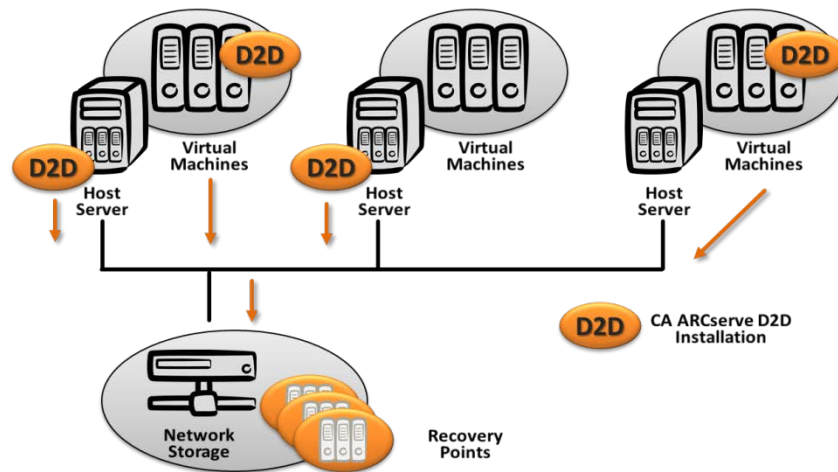 D2D
D2D
Virtual
Machines
D2D
Host
Server
Virtual
Machines
D2D
Host
Server
Virtual
Machines
Host
Server
D2D
CA ARCserve D2D
Installation
Network
Storage
Recovery
Points